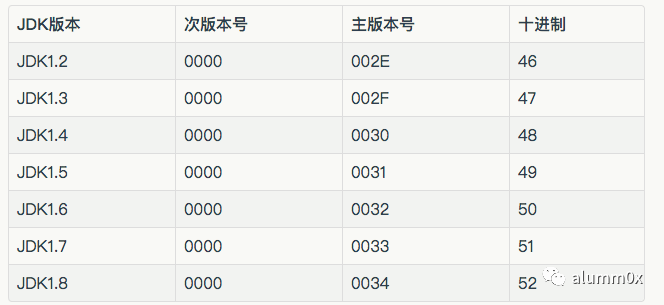 JDK版本 次版本号 主版本号 十进制
JDK1.2 0000 002E 46
JDK1.3 0000 002F 47
JDK1.4 0000 0030 48
JDK1.5 0000 0031 49
JDK1.6 0000 0032 50
JDK1.7 0000 0033 51
JDK1.8 0000 0034 52
alumm0x